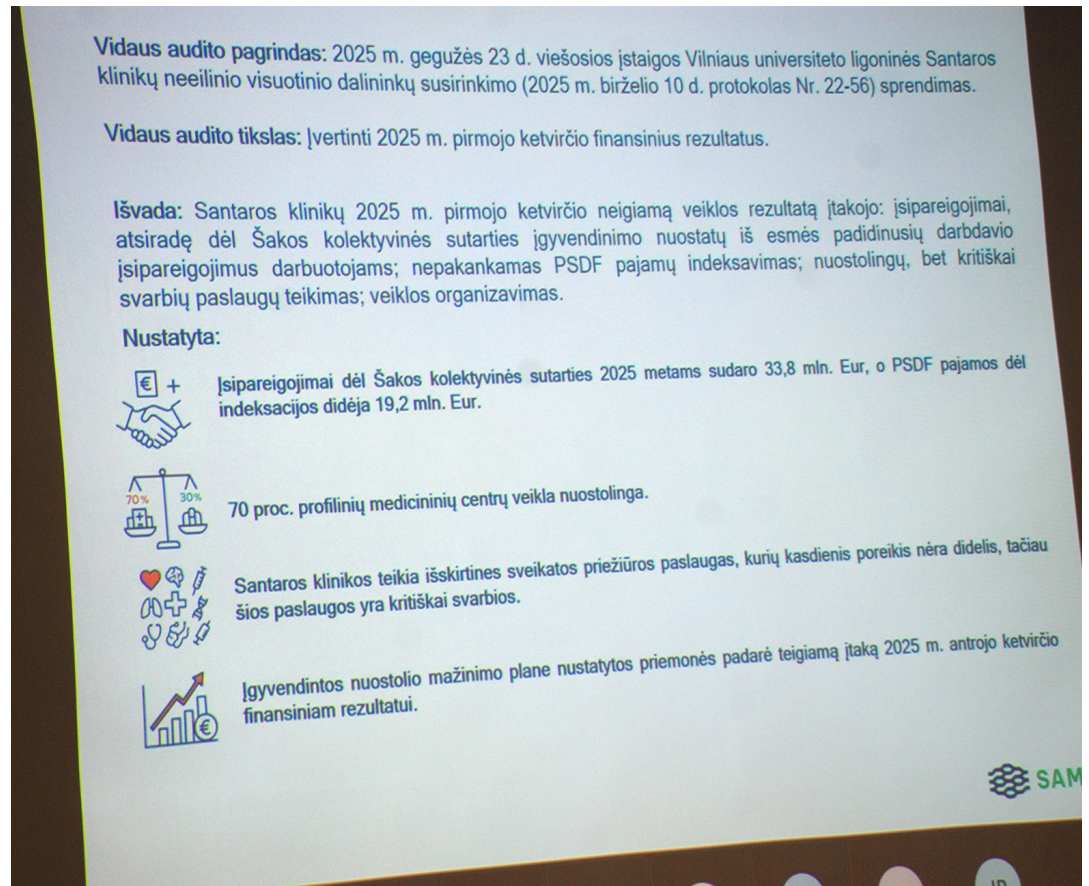 Vidaus audito pagrindas: 2025 m. gegužės 23 d. viešosios įstaigos Vilniaus universiteto ligoninės Santaros
klinikų neeilinio visuotinio dalininkų susirinkimo (2025 m. birželio 10 d. protokolas Nr. 22-56) sprendimas.
Vidaus audito tikslas: Įvertinti 2025 m. pirmojo ketvirčio finansinius rezultatus.
Išvada: Santaros klinikų 2025 m. pirmojo ketvirčio neigiamą veiklos rezultatą įtakojo: įsipareigojimai,
atsiradę dėl Šakos kolektyvinės sutarties įgyvendinimo nuostatų iš esmės padidinusių darbdavio
įsipareigojimus darbuotojams; nepakankamas PSDF pajamų indeksavimas; nuostolingų, bet kritiškai
svarbių paslaugų teikimas; veiklos organizavimas.
Nustatyta:
€ +
Įsipareigojimai dėl Šakos kolektyvinės sutarties 2025 metams sudaro 33,8 mln. Eur, o PSDF pajamos dėl
indeksacijos didėja 19,2 mln. Eur.
70% 30%
70 proc. profilinių medicininių centrų veikla nuostolinga.
Santaros klinikos teikia išskirtines sveikatos priežiūros paslaugas, kurių kasdienis poreikis nėra didelis, tačiau
šios paslaugos yra kritiškai svarbios.
Įgyvendintos nuostolio mažinimo plane nustatytos priemonės padarė teigiamą įtaką 2025 m. antrojo ketvirčio
finansiniam rezultatui.
€
SAM